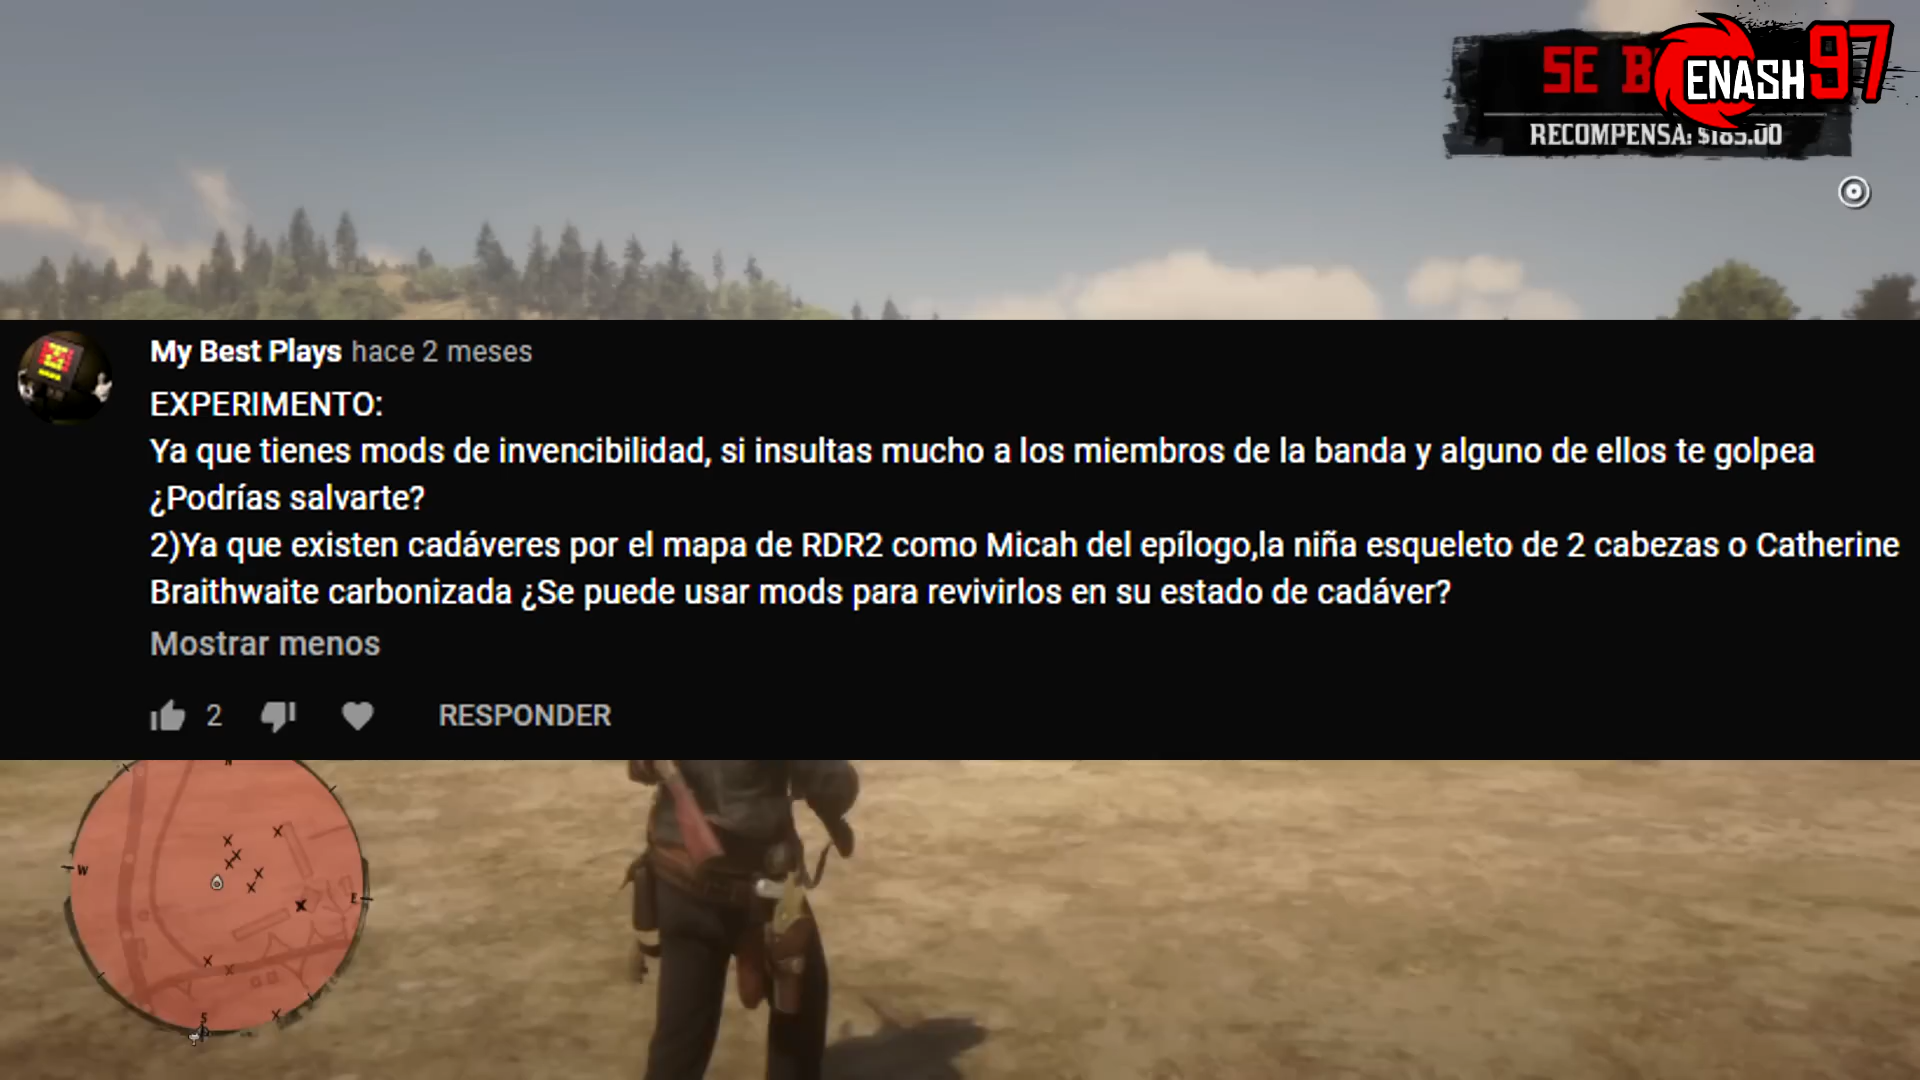 SE B
ENASH97
RECOMPENSA: $185.00
My Best Plays hace 2 meses
EXPERIMENTO:
Ya que tienes mods de invencibilidad, si insultas mucho a los miembros de la banda y alguno de ellos te golpea
¿Podrías salvarte?
2)Ya que existen cadáveres por el mapa de RDR2 como Micah del epílogo,la niña esqueleto de 2 cabezas o Catherine
Braithwaite carbonizada ¿Se puede usar mods para revivirlos en su estado de cadáver?
Mostrar menos
2
RESPONDER
N
W
E
S